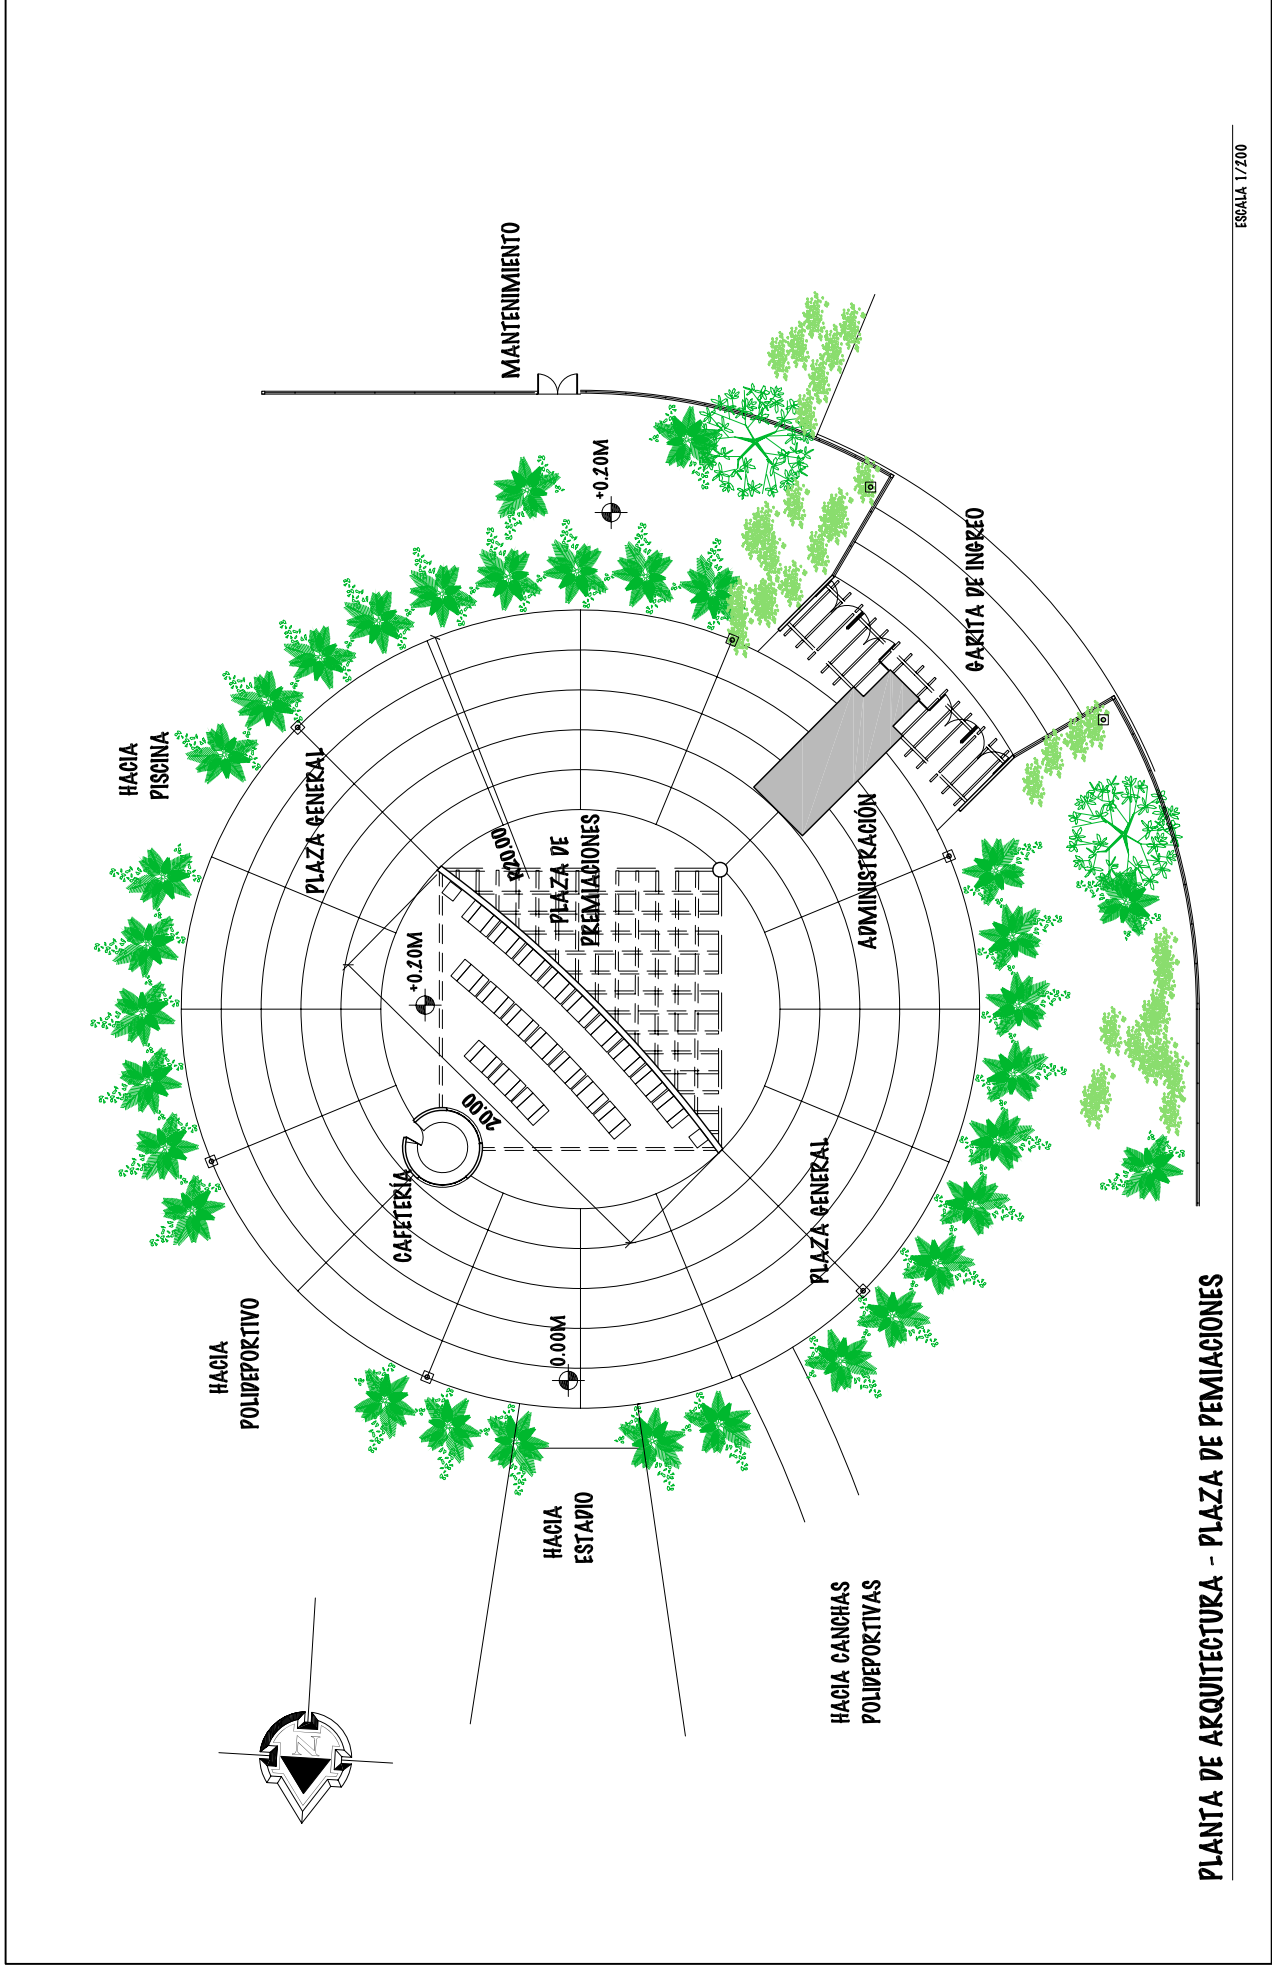 HACIA
PISCINA
MANTENIMIENTO
PLAZA GENERAL
+0.20M
R20.00
PLAZA DE
PREMIACIONES
+0.20M
GARITA DE INGREO
ADMINISTRACIÓN
20.00
CAFETERÍA
HACIA
POLIDEPORTIVO
0.00M
PLAZA GENERAL
HACIA
ESTADIO
HACIA CANCHAS
POLIDEPORTIVAS
N
PLANTA DE ARQUITECTURA - PLAZA DE PEMIACIONES
ESCALA 1/200